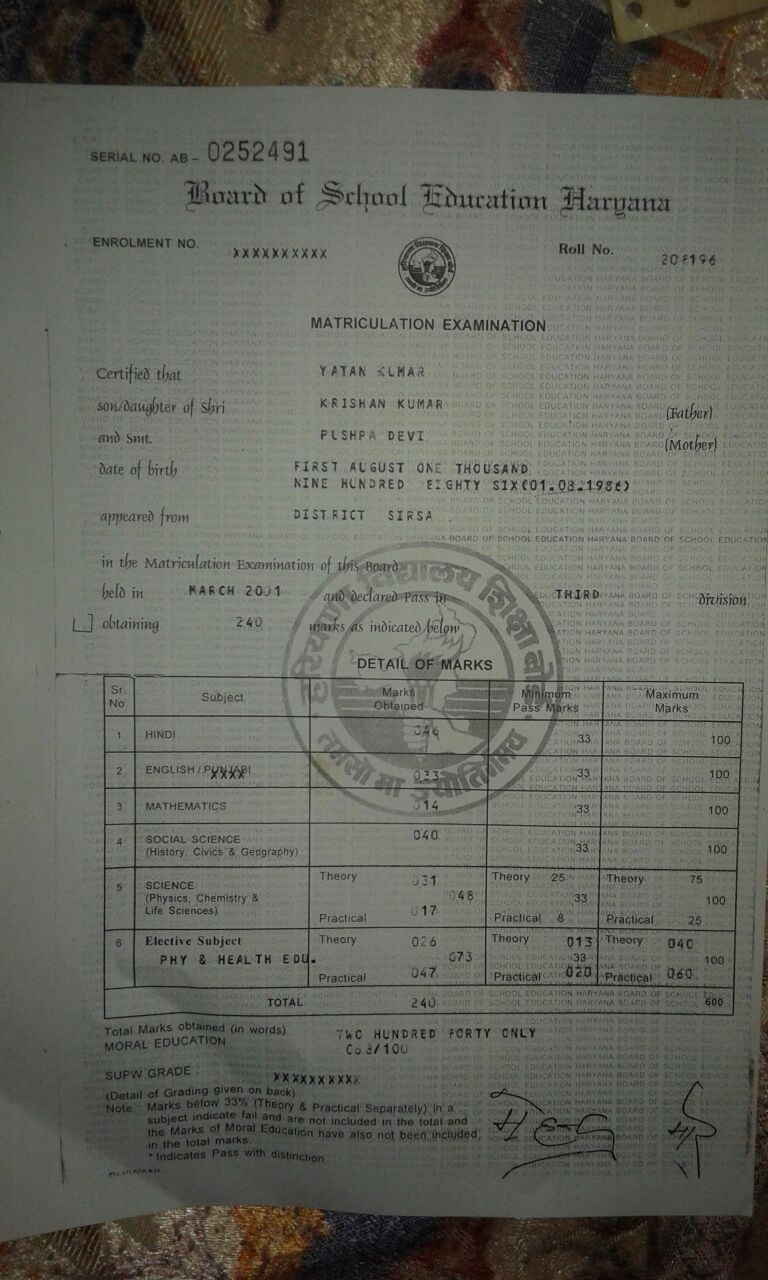 SERIAL NO. AB – 0252491
Board of School Education Haryana
ENROLMENT NO. XXXXXXXXXX
Roll No. 208196
MATRICULATION EXAMINATION
Certified that YATAN KUMAR
son/daughter of Shri KRISHAN KUMAR (Father)
and Smt. PUSHPA DEVI (Mother)
date of birth FIRST AUGUST ONE THOUSAND
NINE HUNDRED EIGHTY SIX(01.08.1986)
appeared from DISTRICT SIRSA
in the Matriculation Examination of this Board
held in MARCH 2001 and declared Pass in THIRD division
obtaining 240 marks as indicated below
हरियाणा विद्यालय शिक्षा बोर्ड
तमसो मा ज्योतिर्गमय
DETAIL OF MARKS
Sr. No. Subject Marks Obtained Minimum Pass Marks Maximum Marks
1 HINDI 046 33 100
2 ENGLISH / PUNJABI XXXX 033 33 100
3 MATHEMATICS 014 33 100
4 SOCIAL SCIENCE 040
(History, Civics & Geography) 33 100
5 SCIENCE Theory 031 Theory 25 Theory 75
(Physics, Chemistry & 048 33 100
Life Sciences) Practical 017 Practical 8 Practical 25
6 Elective Subject Theory 026 Theory 013 Theory 040
PHY & HEALTH EDU. 073 33 100
Practical 047 Practical 020 Practical 060
TOTAL 240 600
Total Marks obtained (in words) TWO HUNDRED FORTY ONLY
MORAL EDUCATION /100
SUPW GRADE : XXXXXXXXXX
(Detail of Grading given on back)
Note : Marks below 33% (Theory & Practical Separately) in a
subject indicate fail and are not included in the total and
the Marks of Moral Education have also not been included
in the total marks.
* Indicates Pass with distinction.